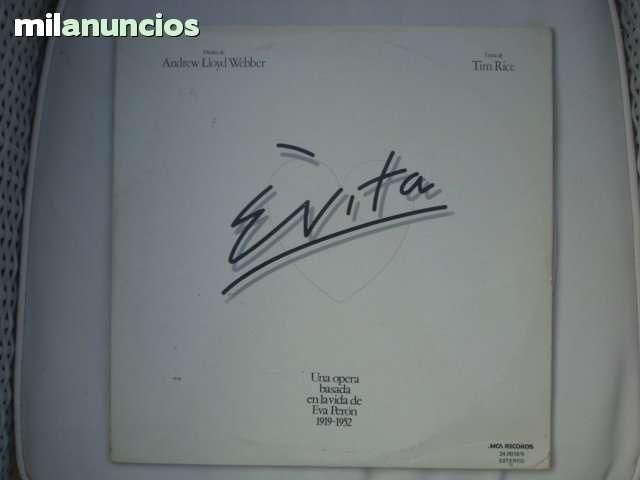 milanuncios
Música de
Andrew Lloyd Webber
Letra de
Tim Rice
Evita
Una opera
basada
en la vida de
Eva Perón
1919-1952
MCA RECORDS
ESTEREO